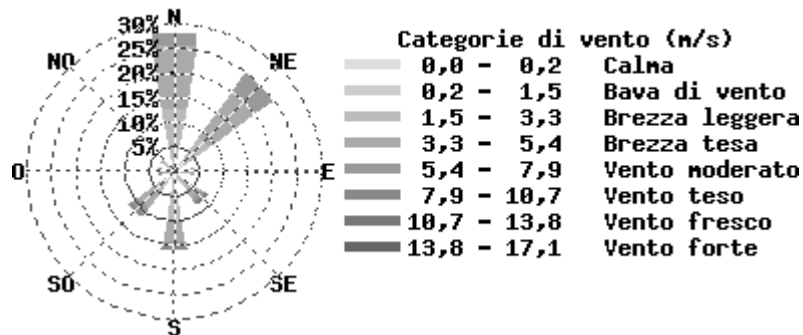 N
30%
25%
NO
NE
20%
15%
10%
5%
O
E
SO
SE
S
Categorie di vento (m/s)
0,0 - 0,2 Calma
0,2 - 1,5 Bava di vento
1,5 - 3,3 Brezza leggera
3,3 - 5,4 Brezza tesa
5,4 - 7,9 Vento moderato
7,9 - 10,7 Vento teso
10,7 - 13,8 Vento fresco
13,8 - 17,1 Vento forte